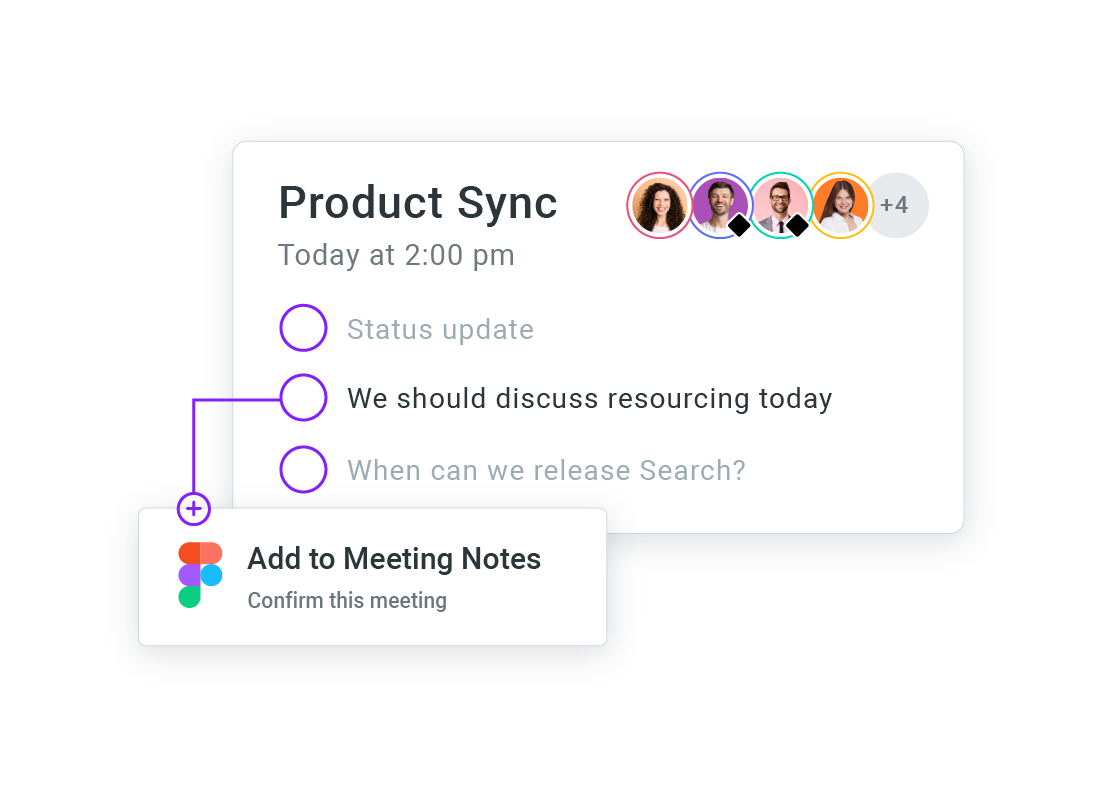 Product Sync
+4
Today at 2:00 pm
Status update
We should discuss resourcing today
When can we release Search?
Add to Meeting Notes
Confirm this meeting